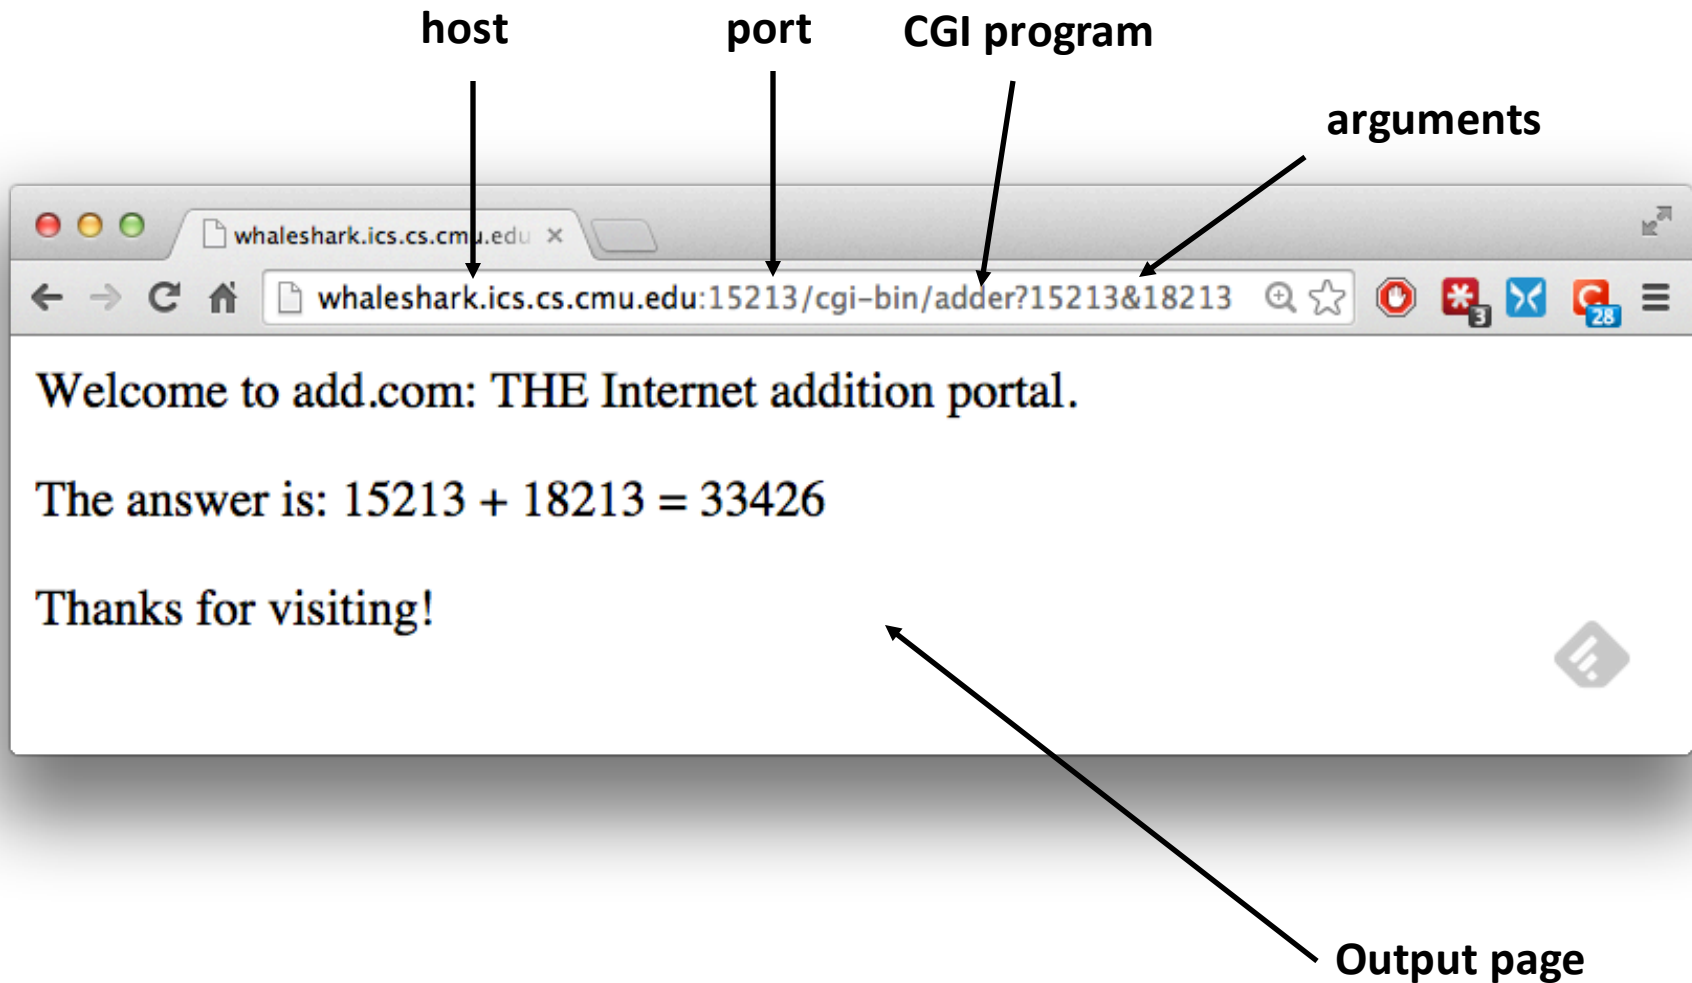 host
port
CGI program
arguments
whaleshark.ics.cs.cmu.edu
whaleshark.ics.cs.cmu.edu:15213/cgi-bin/adder?15213&18213
3
28
Welcome to add.com: THE Internet addition portal.
The answer is: 15213 + 18213 = 33426
Thanks for visiting!
Output page